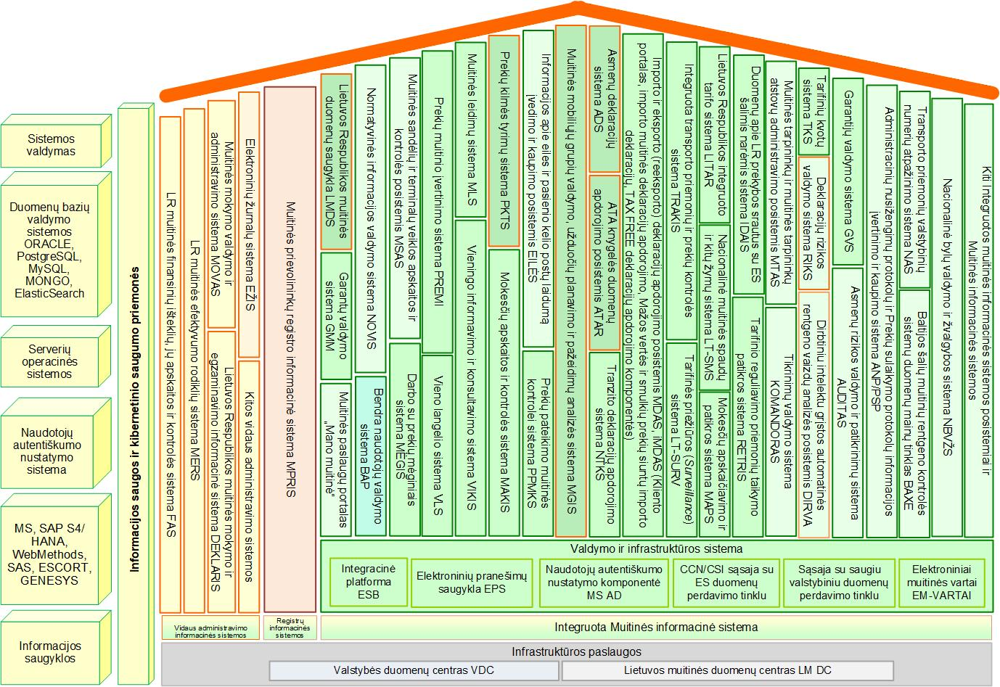 Sistemos
valdymas
Duomenų bazių
valdymo
sistemos
ORACLE,
PostgreSQL,
MySQL,
MONGO,
ElasticSearch
Serverių
operacinės
sistemos
Naudotojų
autentiškumo
nustatymo
sistema
MS, SAP S4/
HANA,
WebMethods,
SAS, ESCORT,
GENESYS
Informacijos
saugyklos
Informacijos saugos ir kibernetinio saugumo priemonės
LR muitinės finansinių išteklių, jų apskaitos ir kontrolės sistema FAS
LR muitinės efektyvumo rodiklių sistema MERS
Muitinės mokymo valdymo ir
administravimo sistema MOVAS
Lietuvos Respublikos muitinės mokymo ir
egzaminavimo informacinė sistema DEKLARIS
Elektroninių žurnalų sistema EŽIS
Kitos vidaus administravimo sistemos
Muitinės prievolininkų registro informacinė sistema MPRIS
Lietuvos Respublikos muitinės
duomenų saugykla LMDS
Garantų valdymo
sistema GMM
Muitinės paslaugų portalas
„Mano muitinė“
Normatyvinės informacijos valdymo sistema NOVIS
Bendra naudotojų valdymo
sistema BAP
Muitinės sandėlių ir terminalų veiklos apskaitos ir
kontrolės posistemis MSAS
Darbo su prekių mėginiais
sistema MĖGIS
Prekių muitinio įvertinimo sistema PREMI
Vieno langelio sistema VLS
Muitinės leidimų sistema MLS
Vieningo informavimo ir konsultavimo sistema VIKIS
Prekių kilmės tyrimų sistema PKTS
Mokesčių apskaitos ir kontrolės sistema MAKIS
Informacijos apie eiles ir pasienio kelio postų laidumą
įvedimo ir kaupimo posistemis EILĖS
Prekių pateikimo muitinės
kontrolei sistema PPMKS
Muitinės mobiliųjų grupių valdymo, užduočių planavimo ir pažeidimų analizės sistema MGIS
Asmenų deklaracijų
sistema ADS
ATA knygelės duomenų
apdorojimo posistemis ATAR
Tranzito deklaracijų apdorojimo
sistema NTKS
Importo ir eksporto (reeksporto) deklaracijų apdorojimo posistemis MDAS, iMDAS (Kliento
portalas, importo muitinės deklaracijų apdorojimo, Mažos vertės ir smulkių prekių siuntų importo
deklaracijų, TAX FREE deklaracijų apdorojimo komponentės)
Integruota transporto priemonių ir prekių kontrolės
sistema TRAKIS
Tarifinės priežiūros (Surveillance)
sistema LT-SURV
Lietuvos Respublikos integruoto
tarifo sistema LITAR
Nacionalinė muitinės spaudų
ir kitų žymų sistema LT-SMS
Mokesčių apskaičiavimo ir
patikros sistema MAPS
Duomenų apie LR prekybos srautus su ES
šalimis narėmis sistema IDAIS
Tarifinio reguliavimo priemonių taikymo
patikros sistema RETRIS
Muitinės tarpininkų ir muitinės tarpininkų
atstovų administravimo posistemis MTAS
Tikrinimų valdymo sistema
KOMANDORAS
Tarifinių kvotų
sistema TKS
Deklaracijų rizikos
valdymo sistema RIKS
Dirbtiniu intelektu grįstos automatinės
rentgeno vaizdų analizės posistemis DIRVA
Garantijų valdymo sistema GVS
Asmenų rizikos valdymo ir patikrinimų sistema
AUDITAS
Administracinių nusižengimų protokolų ir Prekių sulaikymo protokolų informacijos
įvertinimo ir kaupimo sistema ANP/PSP
Transporto priemonių valstybinių
numerių atpažinimo sistema NAS
Baltijos šalių muitinių rentgeno kontrolės
sistemų duomenų mainų tinklas BAXE
Nacionalinė bylų valdymo ir žvalgybos sistema NBVŽS
Kiti Integruotos muitinės informacinės sistemos posistemiai ir
Muitinės informacinės sistemos
Valdymo ir infrastruktūros sistema
Integracinė
platforma
ESB
Elektroninių pranešimų
saugykla EPS
Naudotojų autentiškumo
nustatymo komponentė
MS AD
CCN/CSI sąsaja su
ES duomenų
perdavimo tinklu
Sąsaja su saugiu
valstybiniu duomenų
perdavimo tinklu
Elektroniniai
muitinės vartai
EM-VARTAI
Vidaus administravimo
informacinės sistemos
Registrų
informacinės
sistemos
Integruota Muitinės informacinė sistema
Infrastruktūros paslaugos
Valstybės duomenų centras VDC
Lietuvos muitinės duomenų centras LM DC